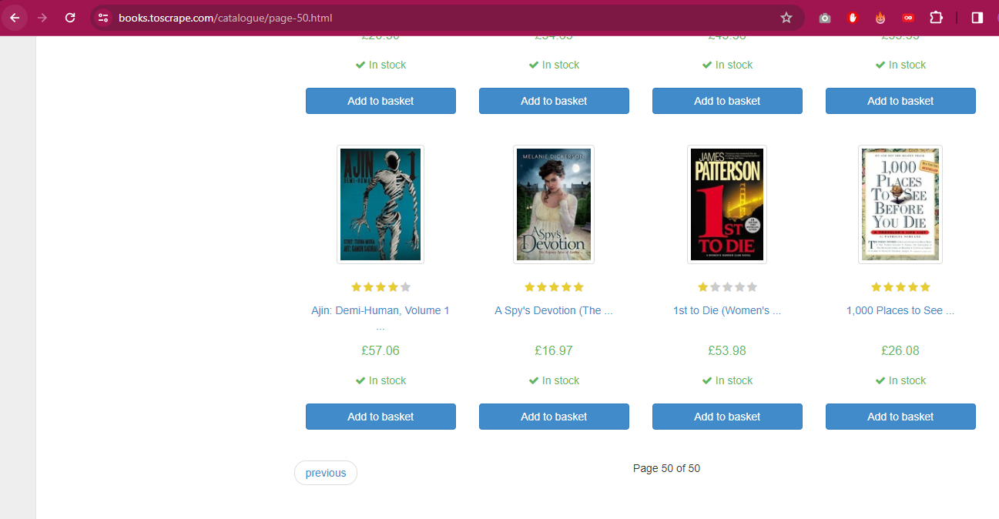 books.toscrape.com/catalogue/page-50.html
In stock In stock In stock In stock
Add to basket Add to basket Add to basket Add to basket
AJIN 1
DEMI-HUMAN
MELANIE DICKERSON
A Spy's
Devotion
JAMES
PATTERSON
1ST
TO DIE
1,000
PLACES
TO SEE
BEFORE
YOU DIE
Ajin: Demi-Human, Volume 1 ... A Spy's Devotion (The ... 1st to Die (Women's ... 1,000 Places to See ...
£57.06 £16.97 £53.98 £26.08
In stock In stock In stock In stock
Add to basket Add to basket Add to basket Add to basket
previous Page 50 of 50